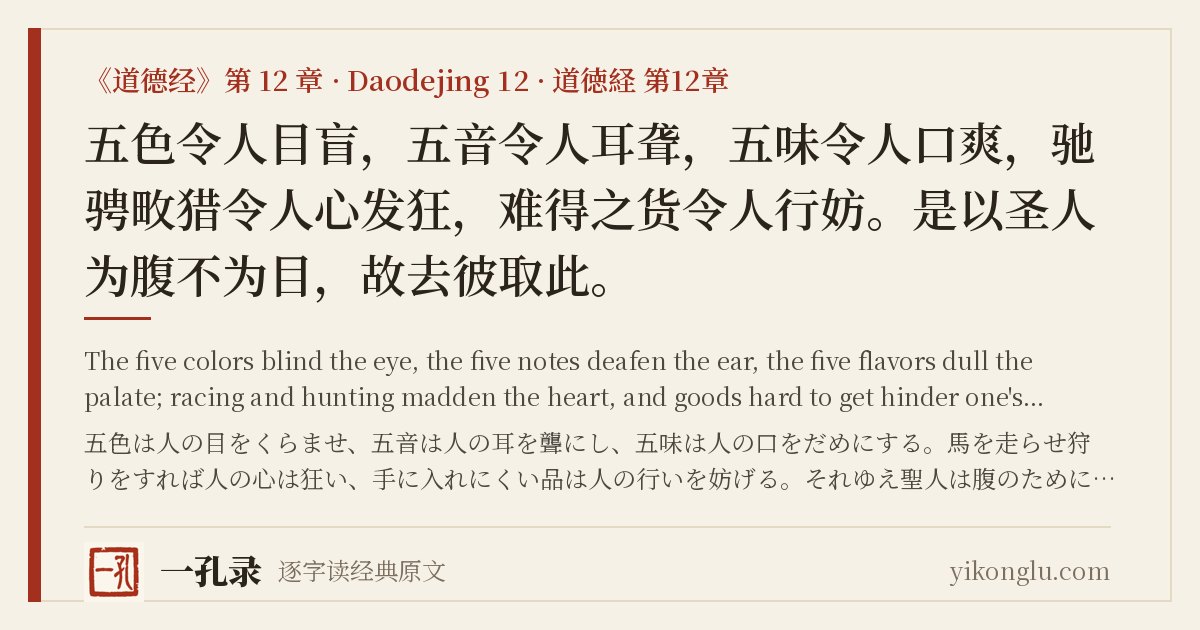 《道德经》第 12 章 · Daodejing 12 · 道徳経 第12章
五色令人目盲，五音令人耳聋，五味令人口爽，驰
骋畋猎令人心发狂，难得之货令人行妨。是以圣人
为腹不为目，故去彼取此。
The five colors blind the eye, the five notes deafen the ear, the five flavors dull the
palate; racing and hunting madden the heart, and goods hard to get hinder one's…
五色は人の目をくらませ、五音は人の耳を聾にし、五味は人の口をだめにする。馬を走らせ狩
りをすれば人の心は狂い、手に入れにくい品は人の行いを妨げる。それゆえ聖人は腹のために…
一孔
一孔录 逐字读经典原文 yikonglu.com